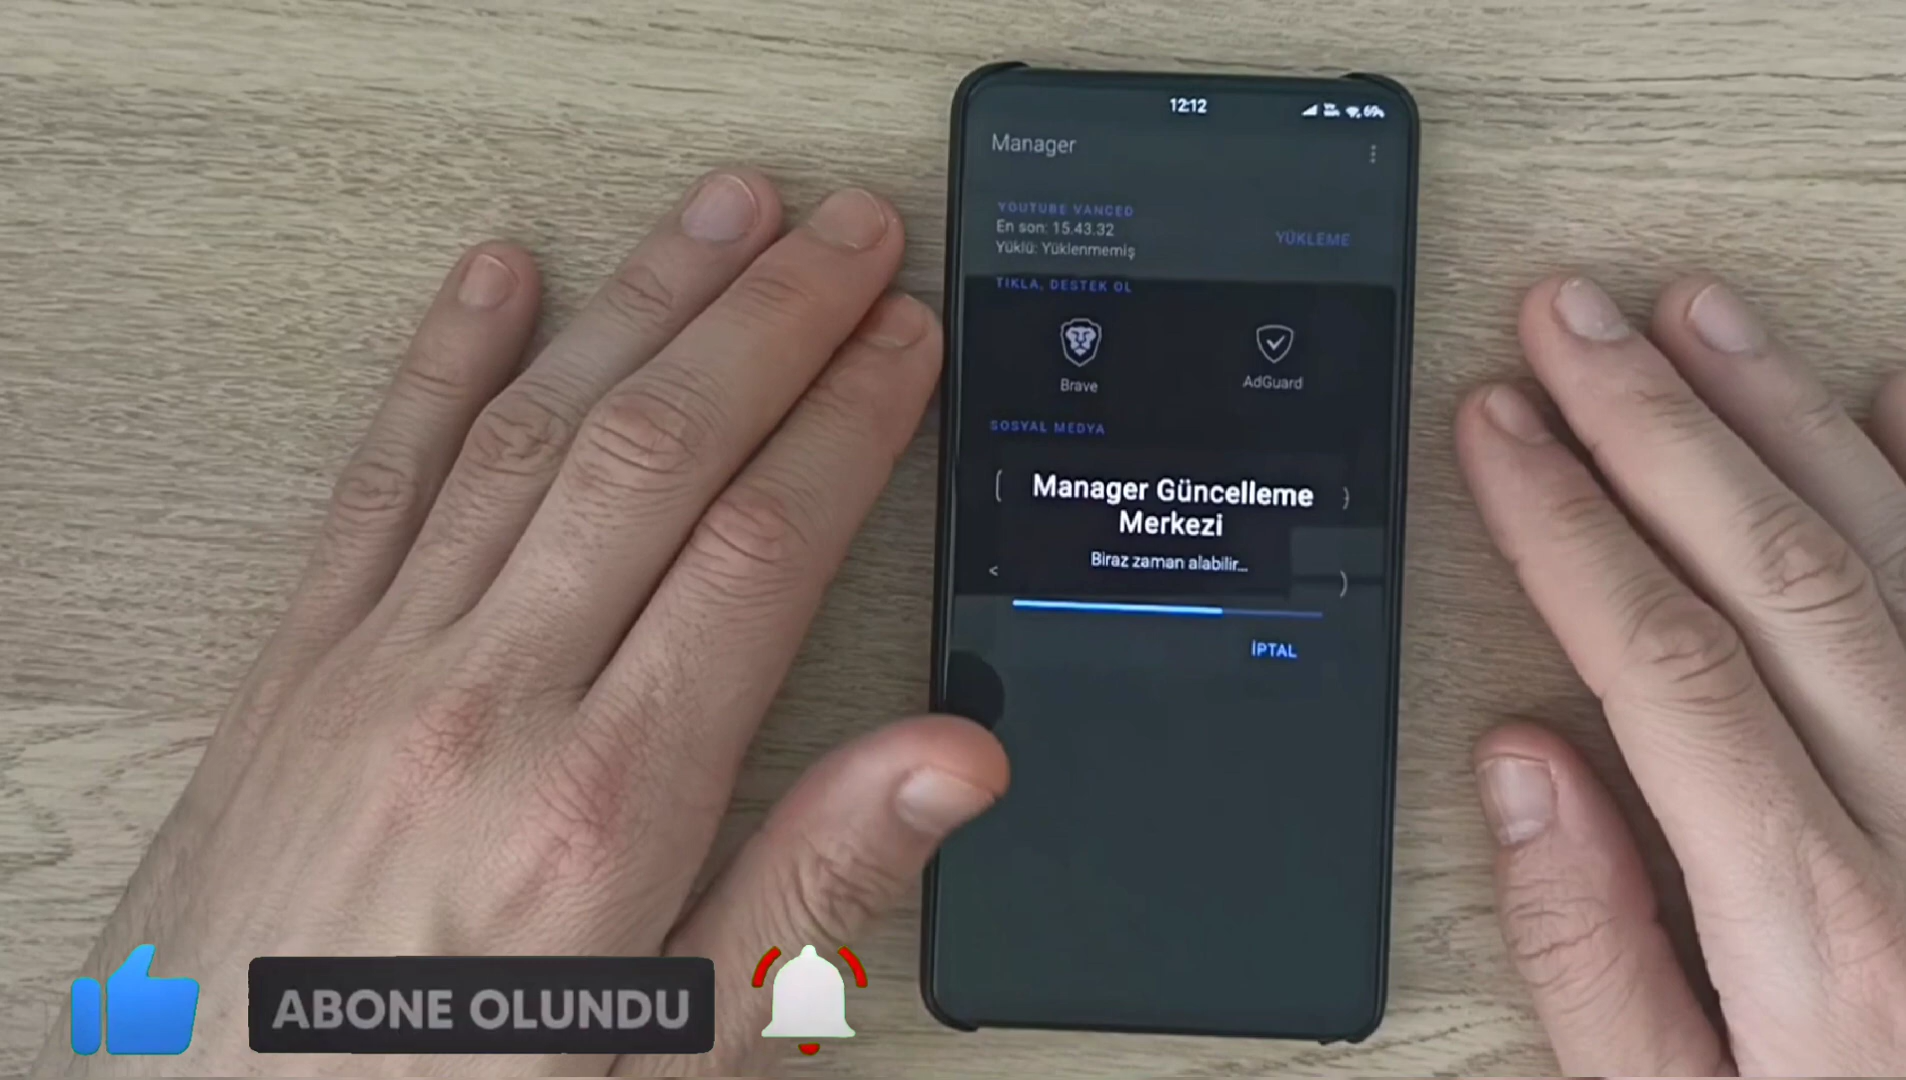 12:12
69%
Manager
YOUTUBE VANCED
En son: 15.43.32
Yüklü: Yüklenmemiş
YÜKLEME
TIKLA, DESTEK OL
Brave
AdGuard
SOSYAL MEDYA
Manager Güncelleme
Merkezi
Biraz zaman alabilir...
İPTAL
ABONE OLUNDU